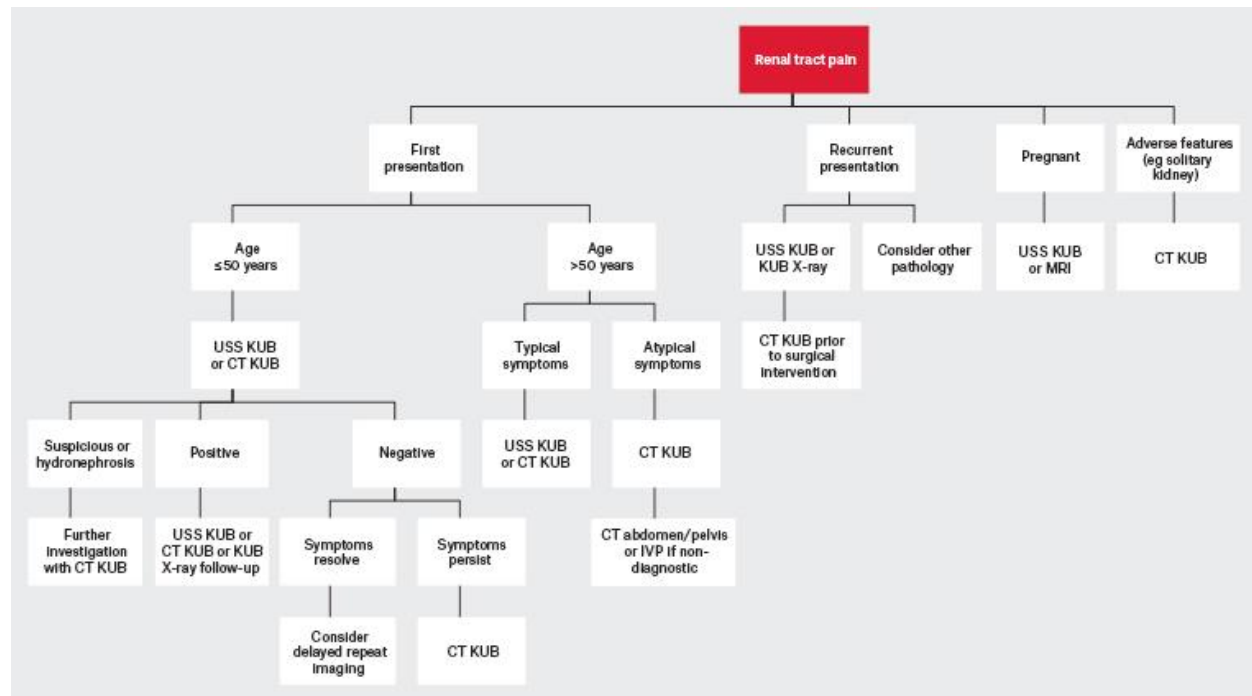 Renal tract pain
First
presentation
Recurrent
presentation
Pregnant
Adverse features
(eg solitary
kidney)
Age
≤50 years
Age
>50 years
USS KUB or
KUB X-ray
Consider other
pathology
USS KUB
or MRI
CT KUB
USS KUB
or CT KUB
Typical
symptoms
Atypical
symptoms
CT KUB prior
to surgical
intervention
Suspicious or
hydronephrosis
Positive
Negative
USS KUB
or CT KUB
CT KUB
Further
investigation
with CT KUB
USS KUB or
CT KUB or KUB
X-ray follow-up
Symptoms
resolve
Symptoms
persist
CT abdomen/pelvis
or IVP if non-
diagnostic
Consider
delayed repeat
imaging
CT KUB